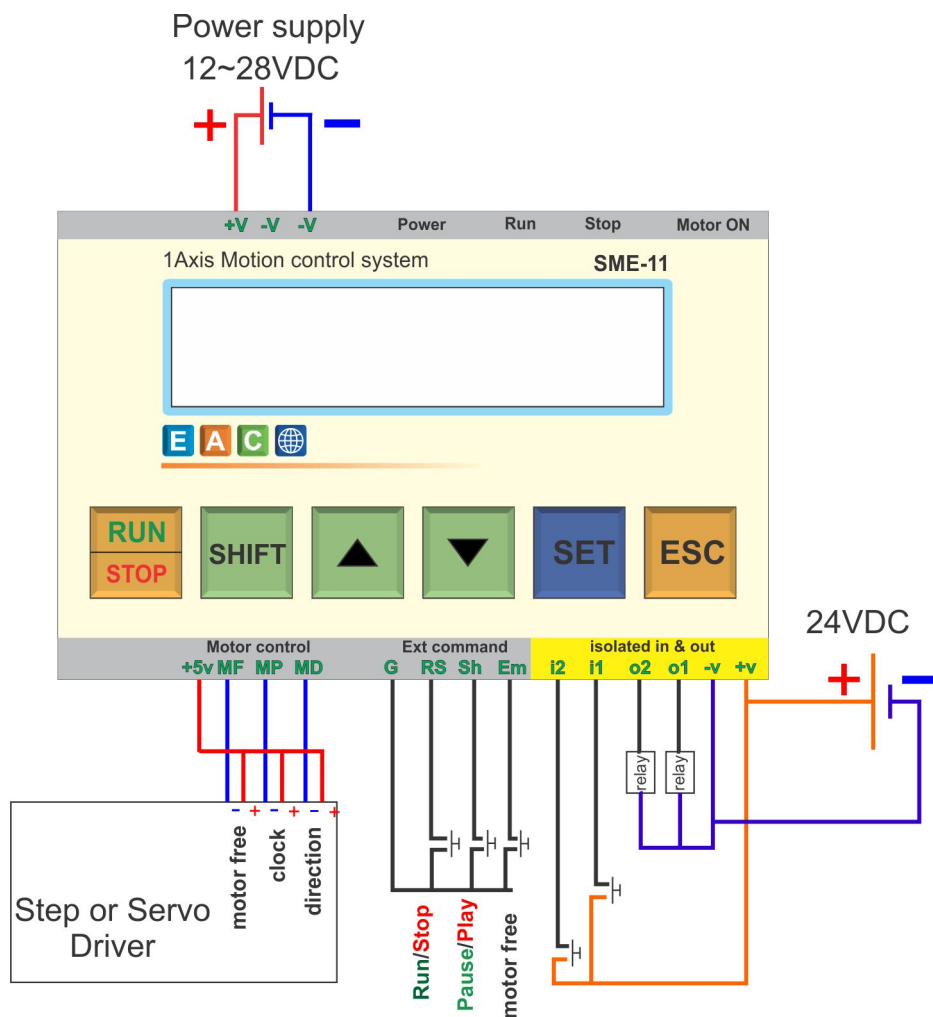 Power supply
12~28VDC
+ −
+V -V -V Power Run Stop Motor ON
1Axis Motion control system SME-11
E A C
RUN
STOP
SHIFT
SET
ESC
Motor control Ext command isolated in & out
+5v MF MP MD G RS Sh Em i2 i1 o2 o1 -v +v
24VDC
+ −
relay
relay
- + - + - +
motor free
clock
direction
Step or Servo
Driver
Run/Stop
Pause/Play
motor free